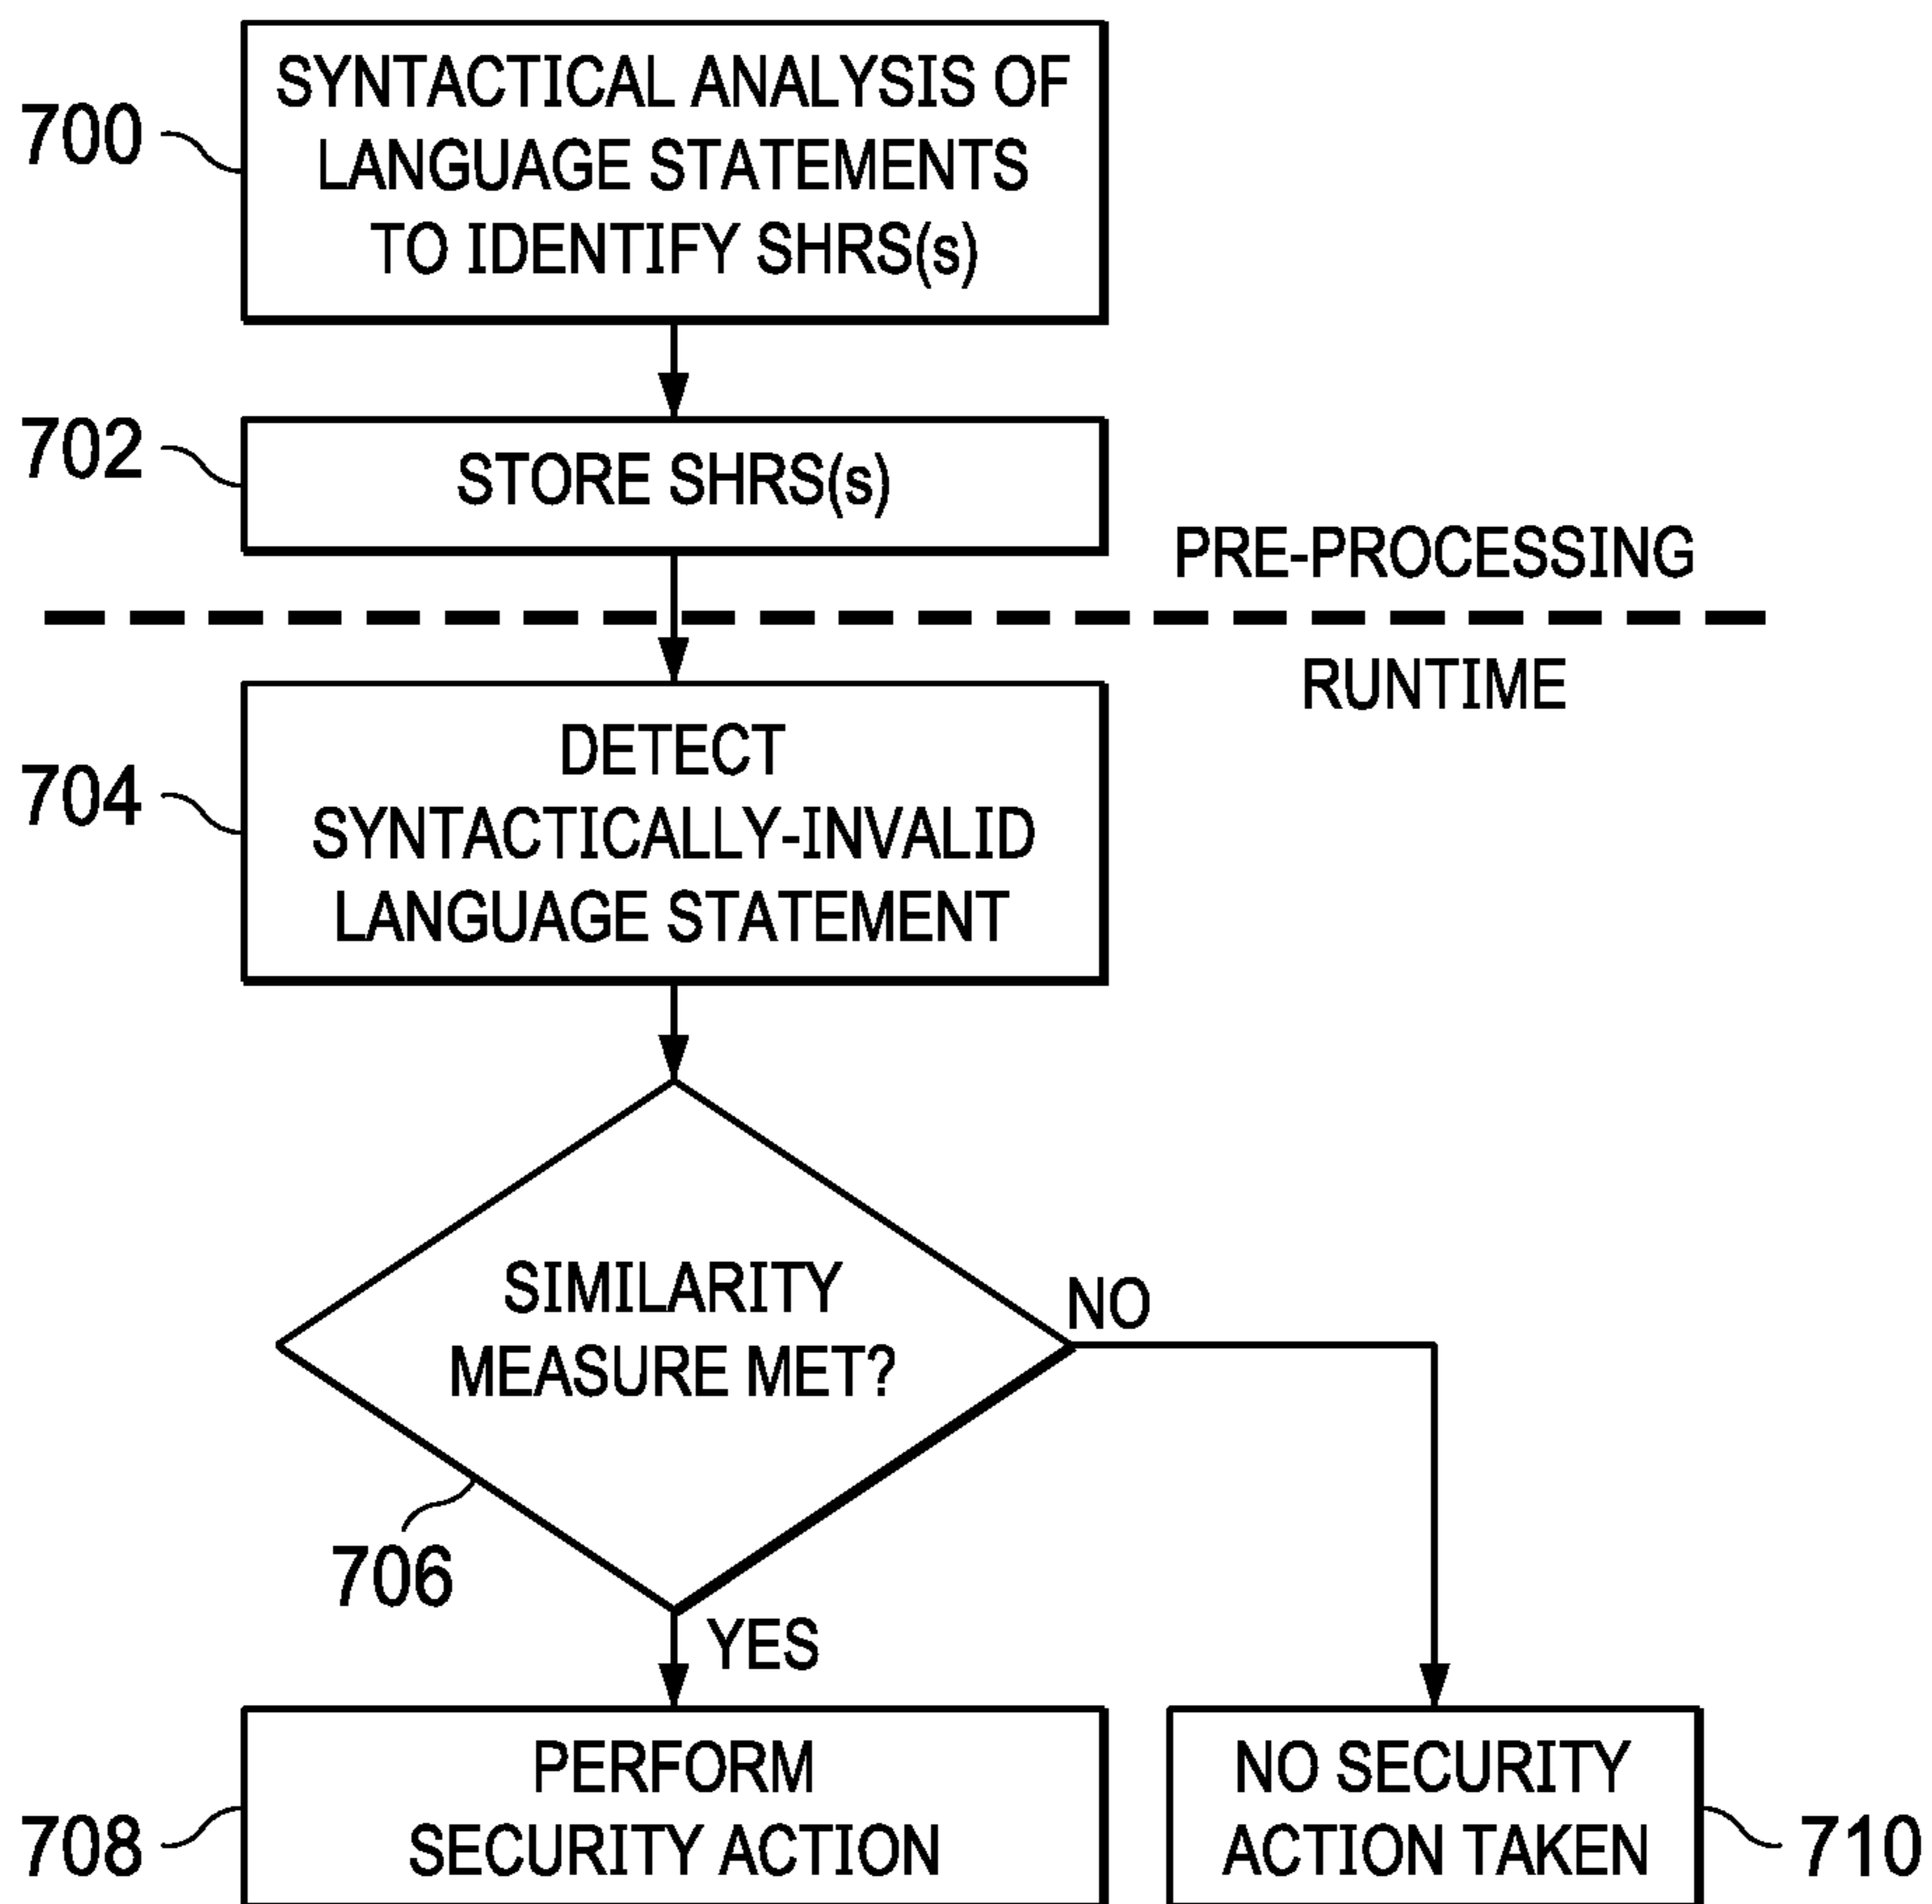 700
SYNTACTICAL ANALYSIS OF
LANGUAGE STATEMENTS
TO IDENTIFY SHRS(s)
702
STORE SHRS(s)
PRE-PROCESSING
RUNTIME
704
DETECT
SYNTACTICALLY-INVALID
LANGUAGE STATEMENT
SIMILARITY
MEASURE MET?
NO
706
YES
708
PERFORM
SECURITY ACTION
NO SECURITY
ACTION TAKEN
710